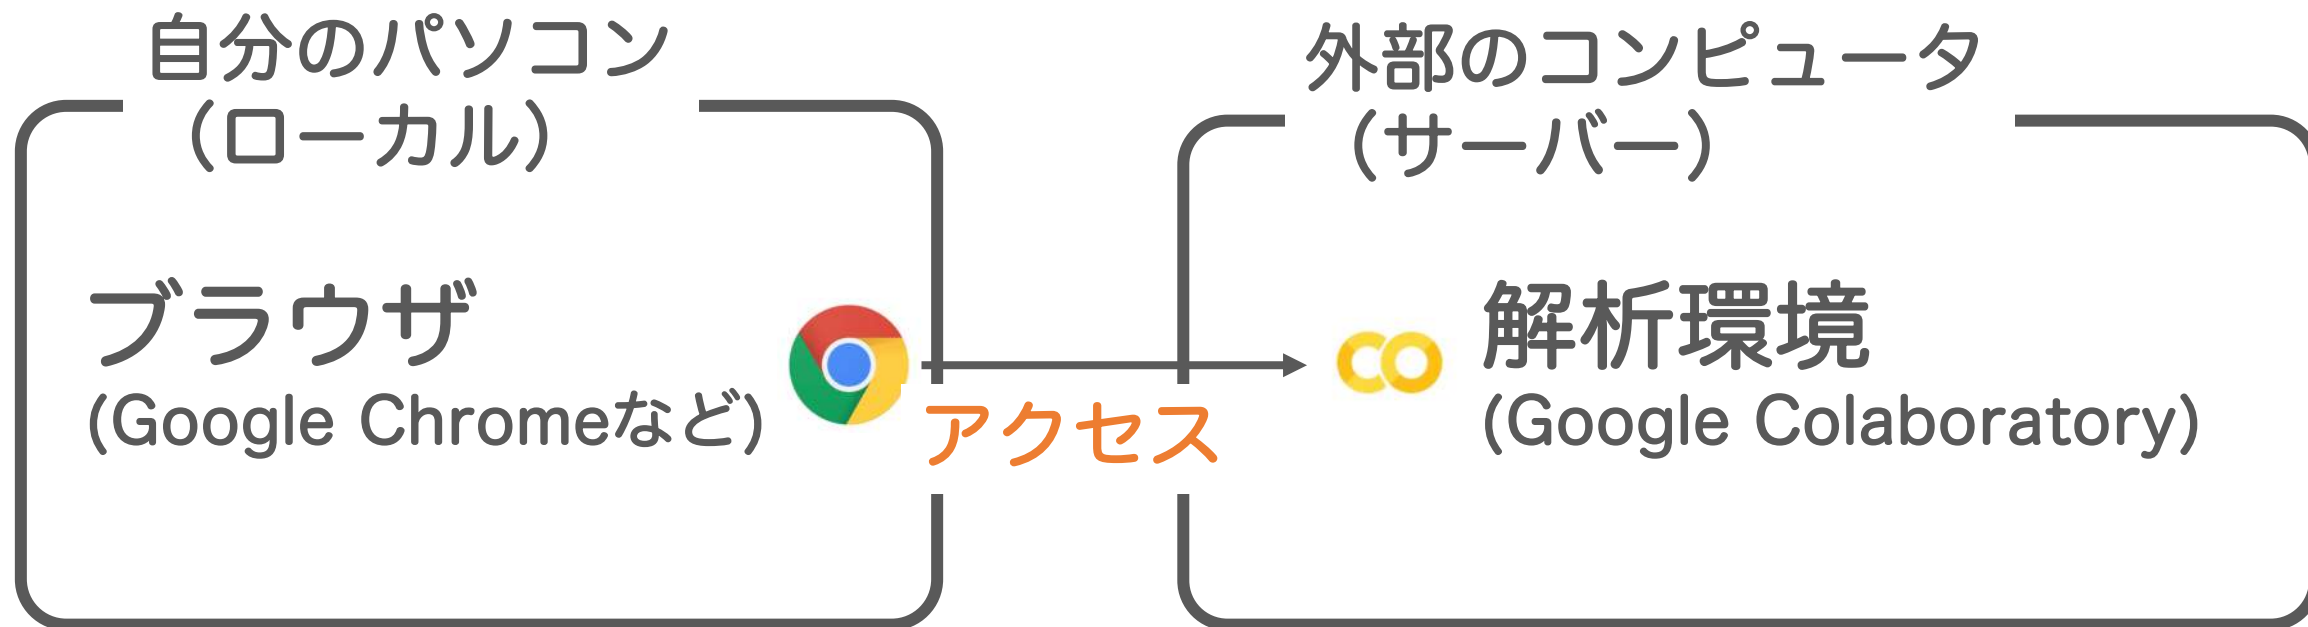 自分のパソコン
(ローカル)
ブラウザ
(Google Chromeなど)
アクセス
外部のコンピュータ
(サーバー)
解析環境
(Google Colaboratory)